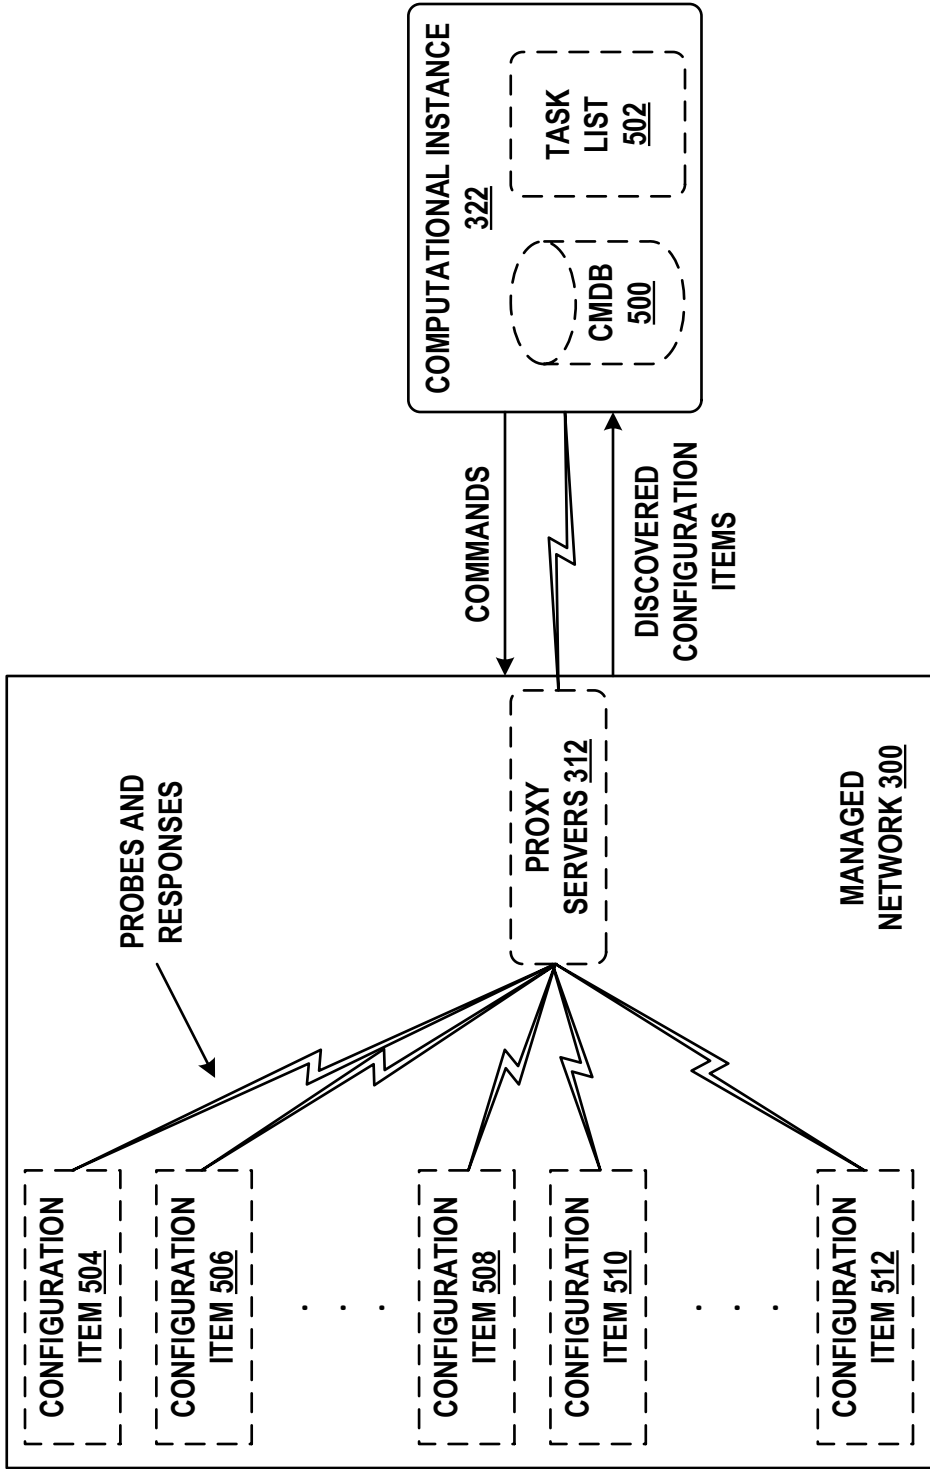 COMPUTATIONAL INSTANCE
322
CMDB
500
TASK
LIST
502
COMMANDS
DISCOVERED
CONFIGURATION
ITEMS
PROBES AND
RESPONSES
PROXY
SERVERS 312
MANAGED
NETWORK 300
CONFIGURATION
ITEM 504
CONFIGURATION
ITEM 506
. . .
CONFIGURATION
ITEM 508
CONFIGURATION
ITEM 510
. . .
CONFIGURATION
ITEM 512